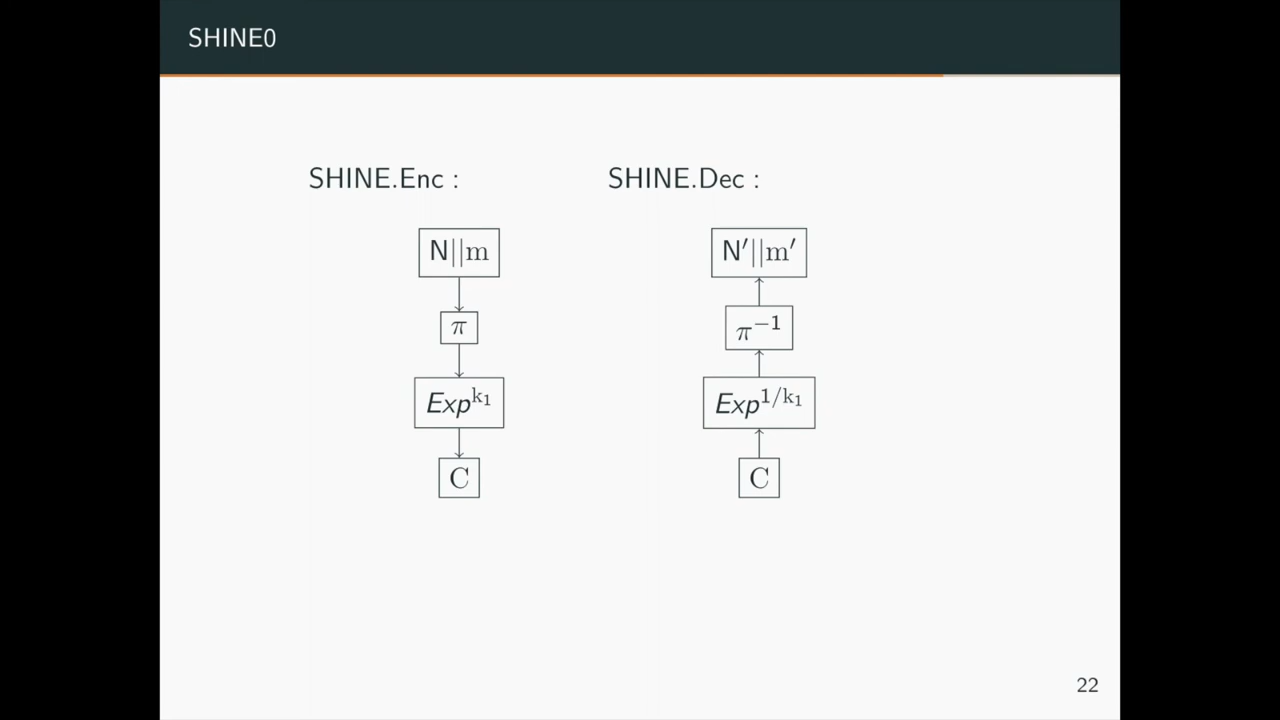 SHINE0
SHINE.Enc : SHINE.Dec :
N||m N′||m′
π π⁻¹
Exp^k₁ Exp^1/k₁
C C
22